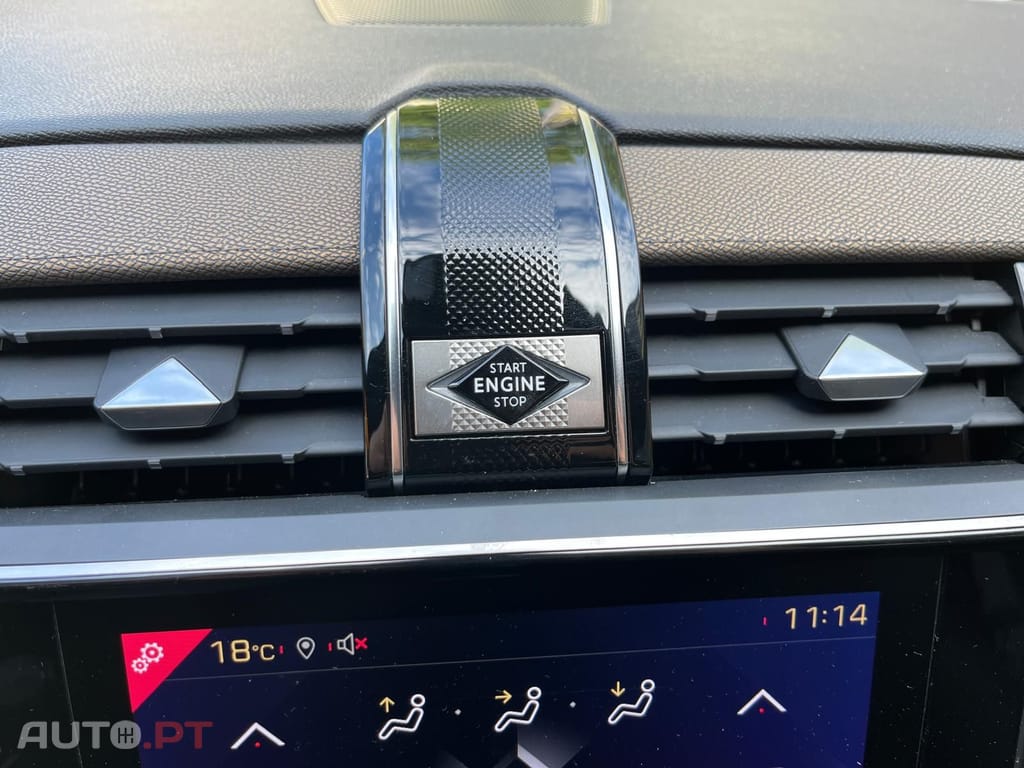 START
ENGINE
STOP
18°C
11:14
AUTO.PT